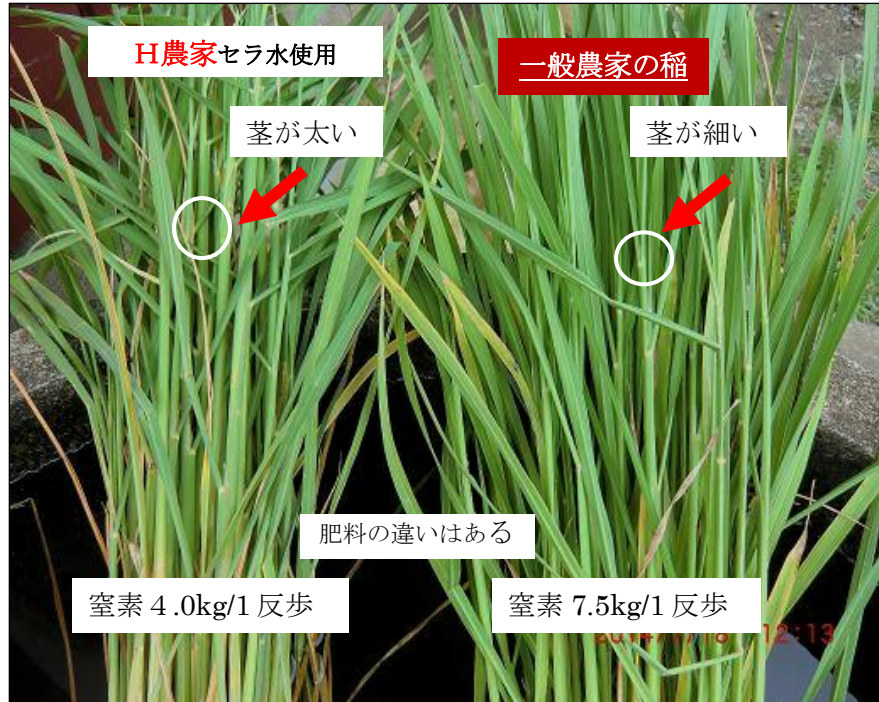 H農家セラ水使用
一般農家の稲
茎が太い
茎が細い
肥料の違いはある
窒素４.0kg/1反歩
窒素 7.5kg/1反歩
12:13